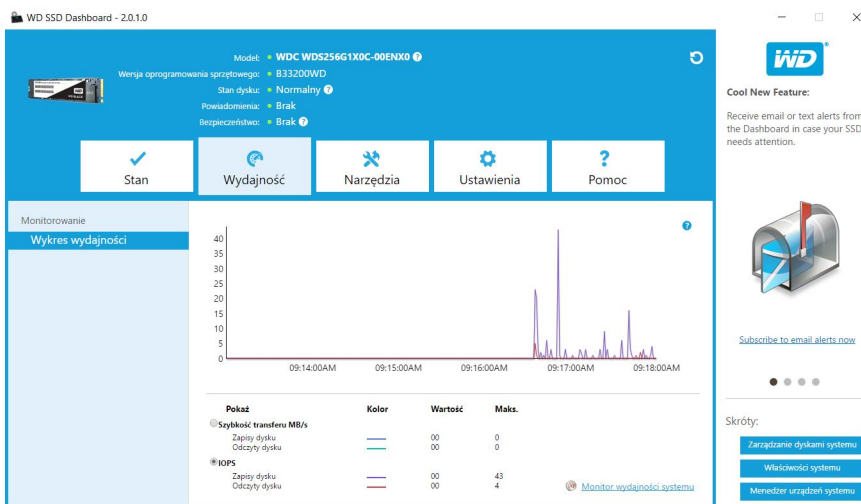 WD SSD Dashboard - 2.0.1.0
Model: • WDC WDS256G1X0C-00ENX0 ?
Wersja oprogramowania sprzętowego: • B33200WD
Stan dysku: • Normalny ?
Powiadomienia: • Brak
Bezpieczeństwo: • Brak ?
Stan
Wydajność
Narzędzia
Ustawienia
? Pomoc
Monitorowanie
Wykres wydajności
?
40
35
30
25
20
15
10
5
0
09:14:00AM 09:15:00AM 09:16:00AM 09:17:00AM 09:18:00AM
Pokaż Kolor Wartość Maks.
Szybkość transferu MB/s
Zapisy dysku 00 0
Odczyty dysku 00 0
IOPS
Zapisy dysku 00 43
Odczyty dysku 00 4
Monitor wydajności systemu
WD®
Cool New Feature:
Receive email or text alerts from
the Dashboard in case your SSD
needs attention.
Subscribe to email alerts now
Skróty:
Zarządzanie dyskami systemu
Właściwości systemu
Menedżer urządzeń systemu